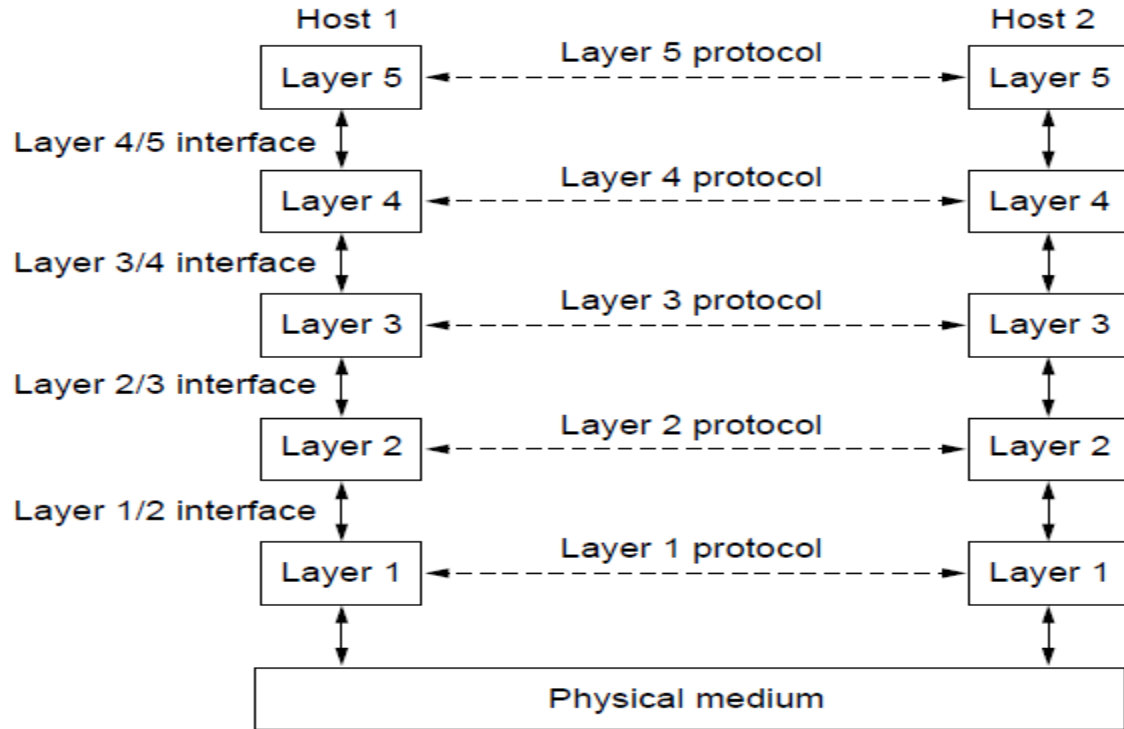 Host 1
Host 2
Layer 5 protocol
Layer 5
Layer 5
Layer 4/5 interface
Layer 4 protocol
Layer 4
Layer 4
Layer 3/4 interface
Layer 3 protocol
Layer 3
Layer 3
Layer 2/3 interface
Layer 2 protocol
Layer 2
Layer 2
Layer 1/2 interface
Layer 1 protocol
Layer 1
Layer 1
Physical medium